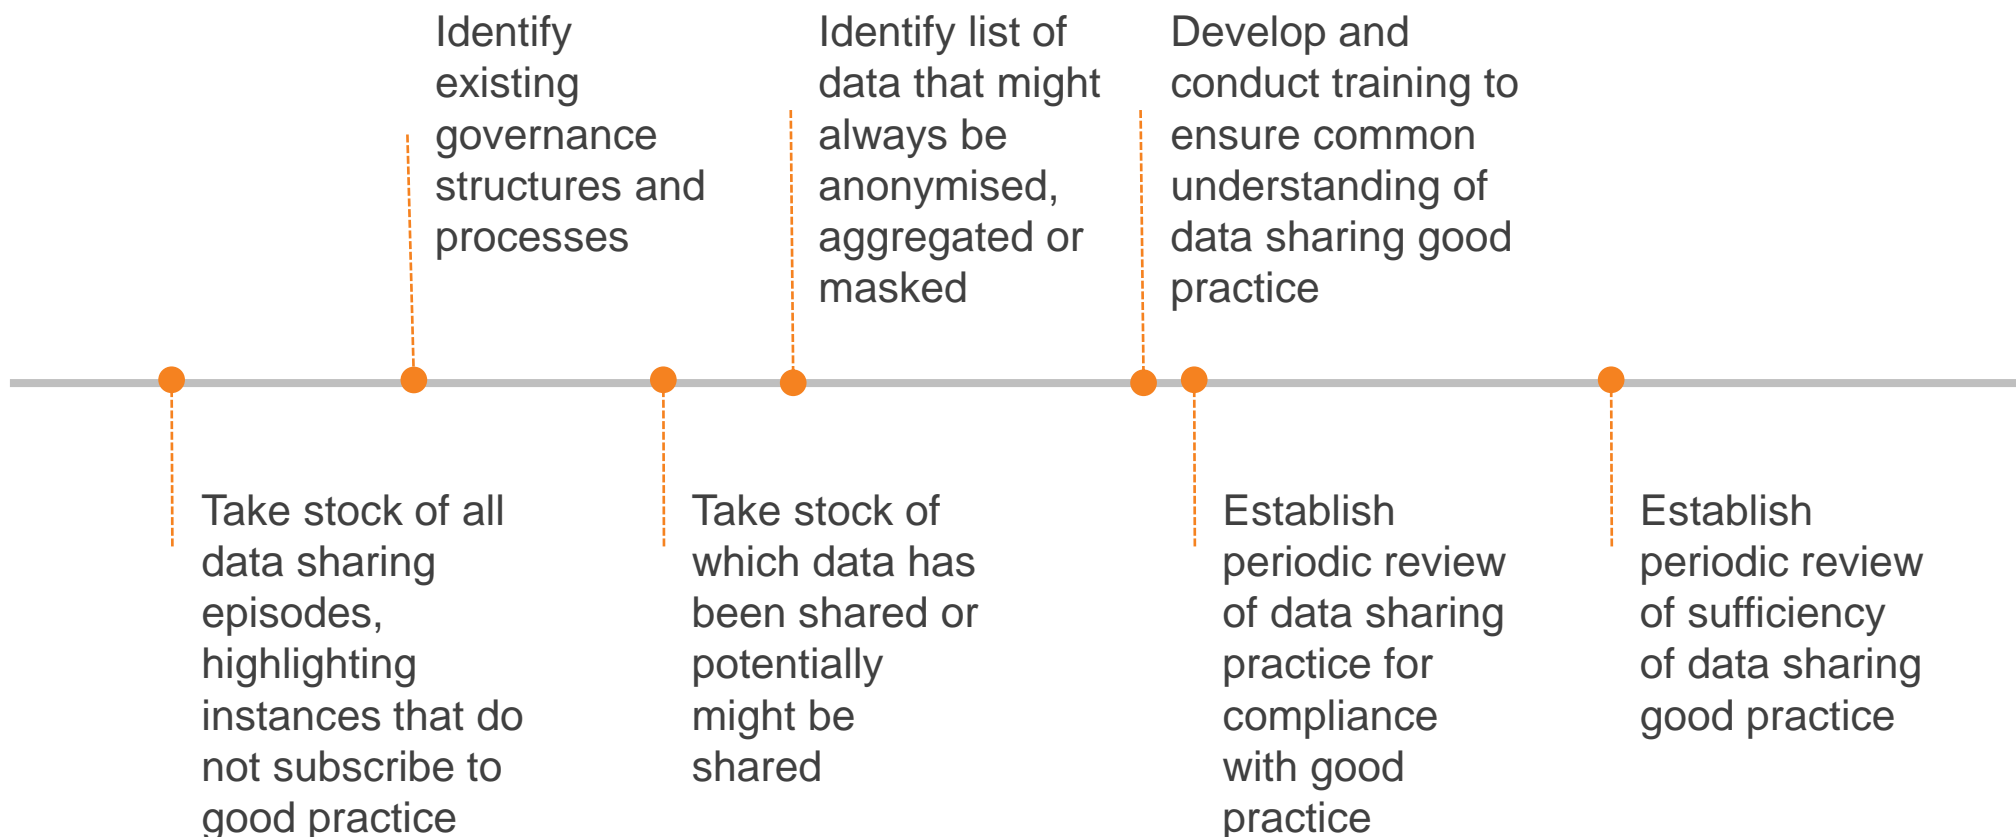 Identify
existing
governance
structures and
processes
Identify list of
data that might
always be
anonymised,
aggregated or
masked
Develop and
conduct training to
ensure common
understanding of
data sharing good
practice
Take stock of all
data sharing
episodes,
highlighting
instances that do
not subscribe to
good practice
Take stock of
which data has
been shared or
potentially
might be
shared
Establish
periodic review
of data sharing
practice for
compliance
with good
practice
Establish
periodic review
of sufficiency
of data sharing
good practice